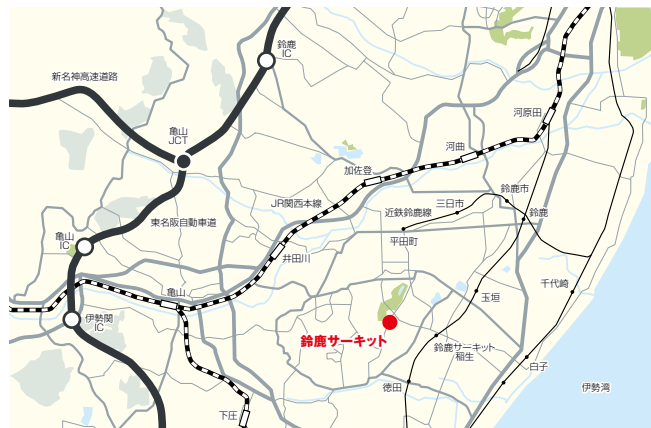 鈴鹿
IC
新名神高速道路
亀山
JCT
河原田
河曲
加佐登
JR関西本線
近鉄鈴鹿線
三日市
鈴鹿市
鈴鹿
東名阪自動車道
亀山
IC
平田町
井田川
千代崎
亀山
玉垣
伊勢関
IC
鈴鹿サーキット
鈴鹿サーキット
稲生
白子
徳田
伊勢湾
下庄